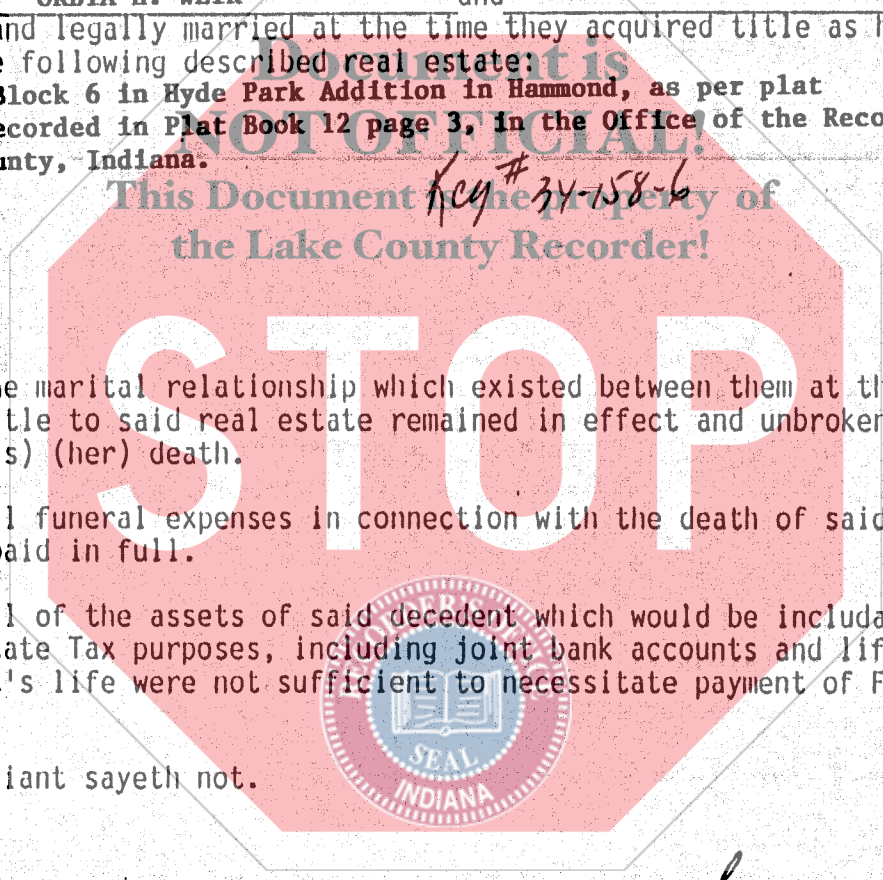 and
and legally married at the time they acquired title as h
following described real estate:
Block 6 in Hyde Park Addition in Hammond, as per plat
ecorded in Plat Book 12 page 3, in the Office of the Reco
unty, Indiana.
Key # 34-158-6
Document is
NOT OFFICIAL!
This Document is the property of
the Lake County Recorder!
STOP
e marital relationship which existed between them at th
tle to said real estate remained in effect and unbroken
s) (her) death.
l funeral expenses in connection with the death of said
paid in full.
l of the assets of said decedent which would be includa
ate Tax purposes, including joint bank accounts and lif
's life were not sufficient to necessitate payment of F
RECORDER'S OFFICE
SEAL
INDIANA
iant sayeth not.